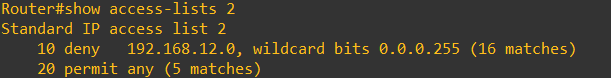 Router#show access-lists 2
Standard IP access list 2
    10 deny   192.168.12.0, wildcard bits 0.0.0.255 (16 matches)
    20 permit any (5 matches)